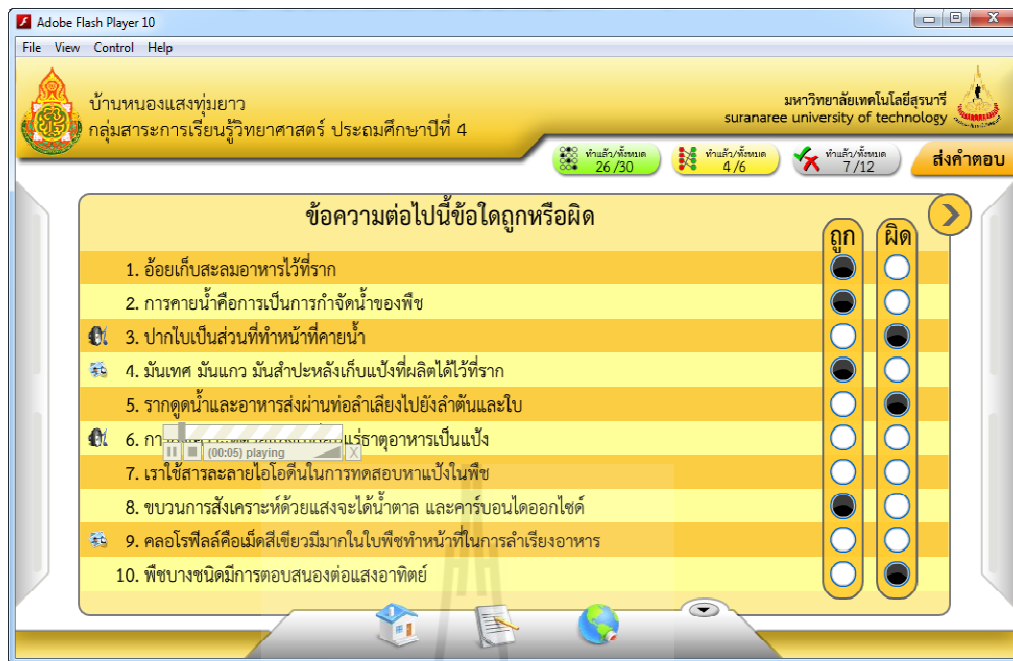 Adobe Flash Player 10
File View Control Help
บ้านหนองแสงทุ่มยาว
กลุ่มสาระการเรียนรู้วิทยาศาสตร์ ประถมศึกษาปีที่ 4
มหาวิทยาลัยเทคโนโลยีสุรนารี
suranaree university of technology
ทำแล้ว/ทั้งหมด
26/30
ทำแล้ว/ทั้งหมด
4/6
ทำแล้ว/ทั้งหมด
7/12
ส่งคำตอบ
ข้อความต่อไปนี้ข้อใดถูกหรือผิด
ถูก ผิด
1. อ้อยเก็บสะลมอาหารไว้ที่ราก
2. การคายน้ำคือการเป็นการกำจัดน้ำของพืช
3. ปากใบเป็นส่วนที่ทำหน้าที่คายน้ำ
4. มันเทศ มันแกว มันสำปะหลังเก็บแป้งที่ผลิตได้ไว้ที่ราก
5. รากดูดน้ำและอาหารส่งผ่านท่อลำเลียงไปยังลำตันและใบ
6. แร่ธาตุอาหารเป็นแป้ง
(00:05) playing
7. เราใช้สารละลายไอโอดีนในการทดสอบหาแป้งในพืช
8. ขบวนการสังเคราะห์ด้วยแสงจะได้น้ำตาล และคาร์บอนไดออกไซด์
9. คลอโรฟีลล์คือเม็ดสีเขียวมีมากในใบพืชทำหน้าที่ในการลำเรียงอาหาร
10. พืชบางชนิดมีการตอบสนองต่อแสงอาทิตย์